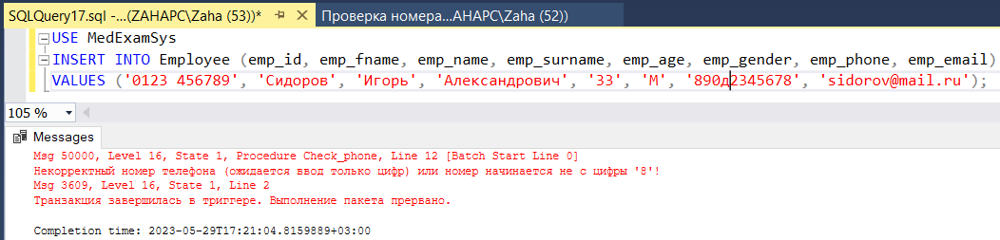 SQLQuery17.sql -...(ZAHAPC\Zaha (53))* Проверка номера...AHAPC\Zaha (52))
USE MedExamSys
INSERT INTO Employee (emp_id, emp_fname, emp_name, emp_surname, emp_age, emp_gender, emp_phone, emp_email)
VALUES ('0123 456789', 'Сидоров', 'Игорь', 'Александрович', '33', 'М', '890д2345678', 'sidorov@mail.ru');
105 %
Messages
Msg 50000, Level 16, State 1, Procedure Check_phone, Line 12 [Batch Start Line 0]
Некорректный номер телефона (ожидается ввод только цифр) или номер начинается не с цифры '8'!
Msg 3609, Level 16, State 1, Line 2
Транзакция завершилась в триггере. Выполнение пакета прервано.
Completion time: 2023-05-29T17:21:04.8159889+03:00